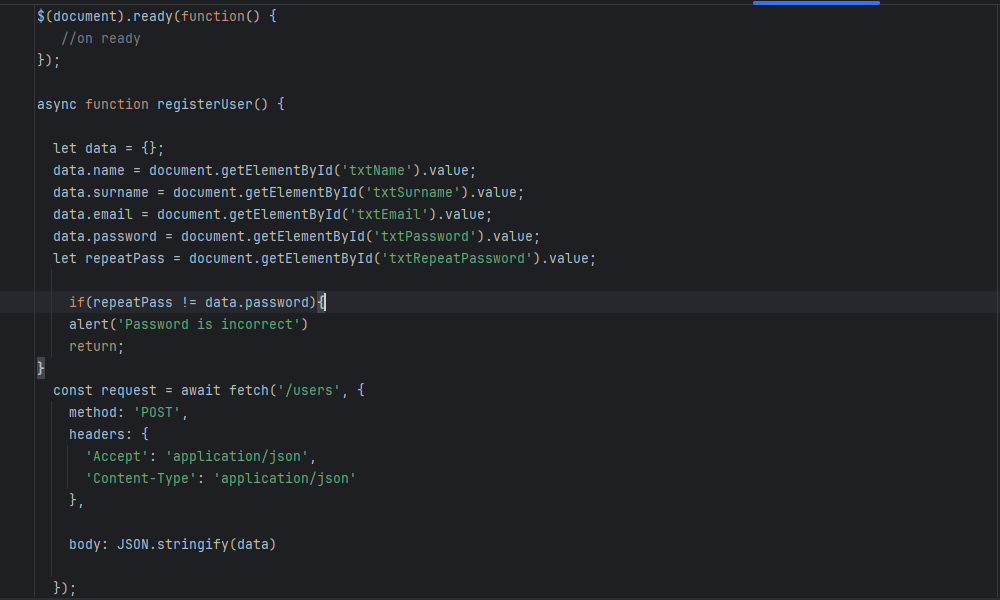 $(document).ready(function() {
//on ready
});
async function registerUser() {
let data = {};
data.name = document.getElementById('txtName').value;
data.surname = document.getElementById('txtSurname').value;
data.email = document.getElementById('txtEmail').value;
data.password = document.getElementById('txtPassword').value;
let repeatPass = document.getElementById('txtRepeatPassword').value;
if(repeatPass != data.password){
alert('Password is incorrect')
return;
}
const request = await fetch('/users', {
method: 'POST',
headers: {
'Accept': 'application/json',
'Content-Type': 'application/json'
},
body: JSON.stringify(data)
});